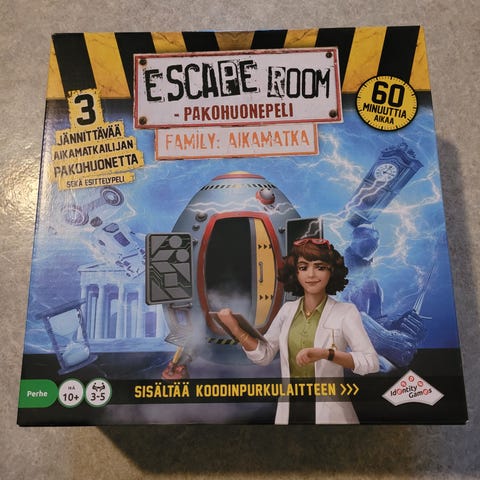 ESCAPE ROOM
- PAKOHUONEPELI
FAMILY: AIKAMATKA
3
JÄNNITTÄVÄÄ
AIKAMATKAILIJAN
PAKOHUONETTA
SEKÄ ESITTELYPELI
60
MINUUTTIA
AIKAA
SISÄLTÄÄ KOODINPURKULAITTEEN >>>
Perhe
IKÄ
10+
3-5
Identity
Games